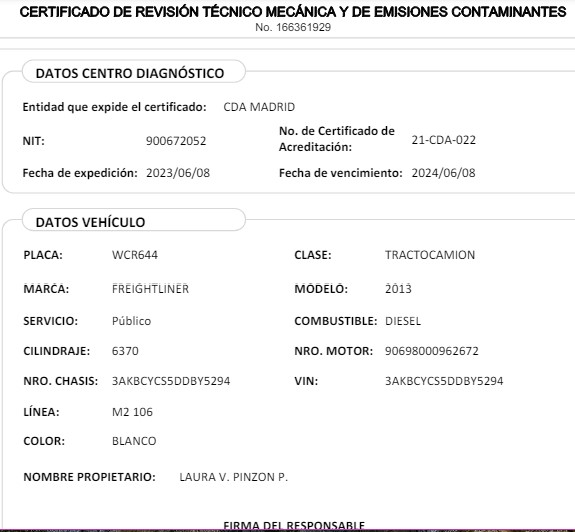 CERTIFICADO DE REVISIÓN TÉCNICO MECÁNICA Y DE EMISIONES CONTAMINANTES
No. 166361929
DATOS CENTRO DIAGNÓSTICO
Entidad que expide el certificado: CDA MADRID
NIT: 900672052 No. de Certificado de Acreditación: 21-CDA-022
Fecha de expedición: 2023/06/08 Fecha de vencimiento: 2024/06/08
DATOS VEHÍCULO
PLACA: WCR644 CLASE: TRACTOCAMION
MARCA: FREIGHTLINER MODELO: 2013
SERVICIO: Público COMBUSTIBLE: DIESEL
CILINDRAJE: 6370 NRO. MOTOR: 90698000962672
NRO. CHASIS: 3AKBCYCS5DDBY5294 VIN: 3AKBCYCS5DDBY5294
LÍNEA: M2 106
COLOR: BLANCO
NOMBRE PROPIETARIO: LAURA V. PINZON P.
FIRMA DEL RESPONSABLE